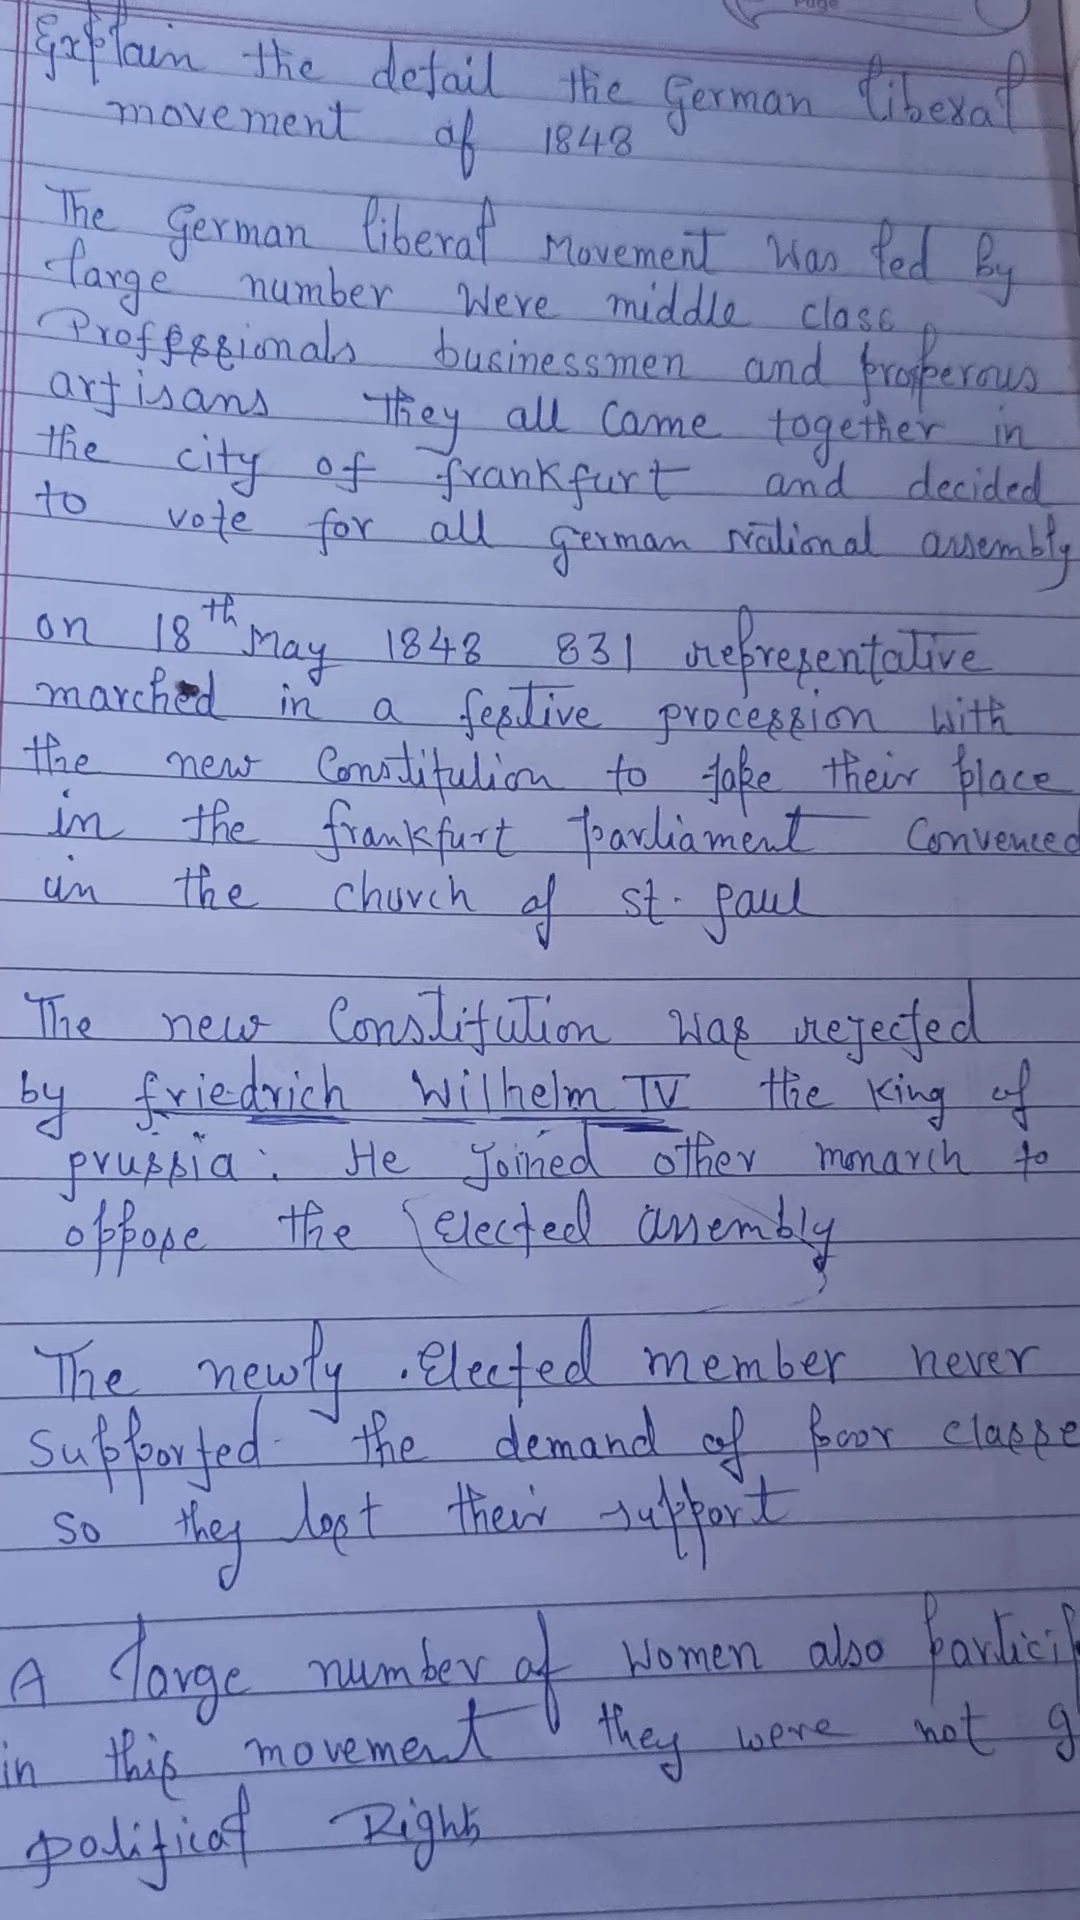 Page
Explain the detail the German liberal
movement of 1848
The German liberal Movement was led by
large number were middle class
Professionals businessmen and prosperous
artisans they all came together in
the city of frankfurt and decided
to vote for all german National assembly
on 18th May 1848 831 representative
marched in a festive procession with
the new Constitution to take their place
in the frankfurt parliament Convened
in the church of st. paul
The new Constitution was rejected
by friedrich wilhelm IV the King of
prussia. He Joined other monarch to
oppose the Elected assembly
The newly Elected member never
supported the demand of poor classe
so they lost their support
A large number of women also particip
in this movement they were not g
political Rights